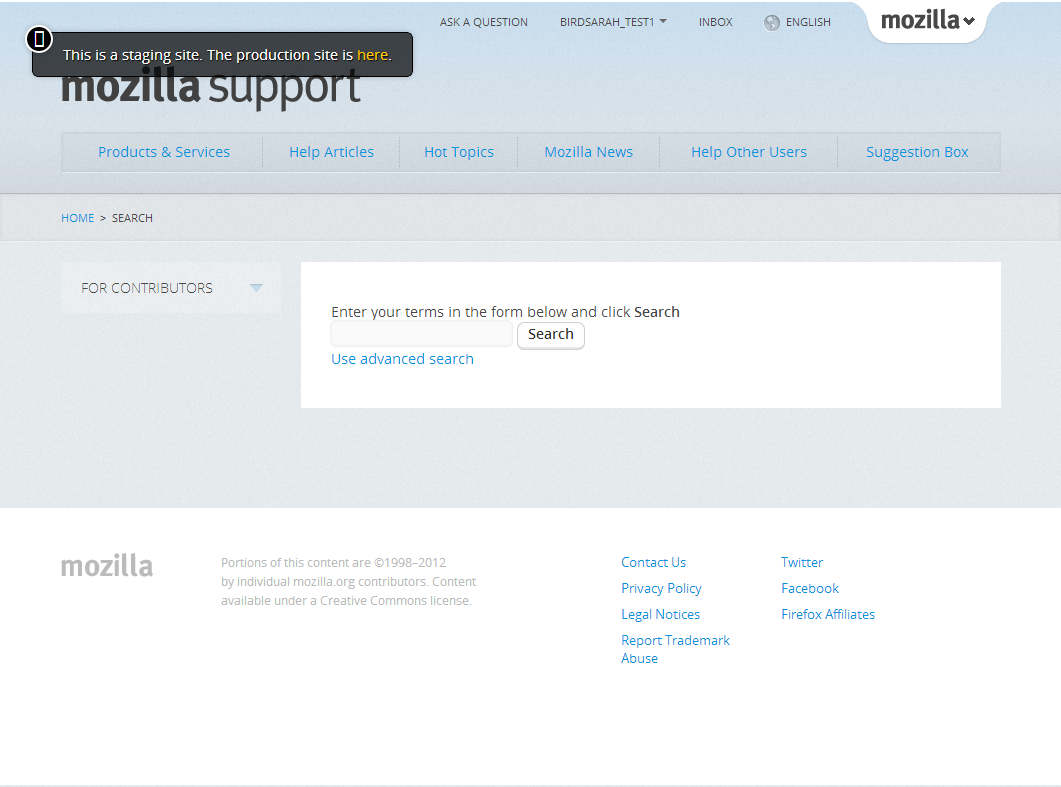 ASK A QUESTION BIRDSARAH_TEST1 INBOX ENGLISH mozilla
This is a staging site. The production site is here.
mozilla support
Products & Services Help Articles Hot Topics Mozilla News Help Other Users Suggestion Box
HOME > SEARCH
FOR CONTRIBUTORS
Enter your terms in the form below and click Search
Search
Use advanced search
mozilla
Portions of this content are ©1998–2012
by individual mozilla.org contributors. Content
available under a Creative Commons license.
Contact Us
Privacy Policy
Legal Notices
Report Trademark
Abuse
Twitter
Facebook
Firefox Affiliates